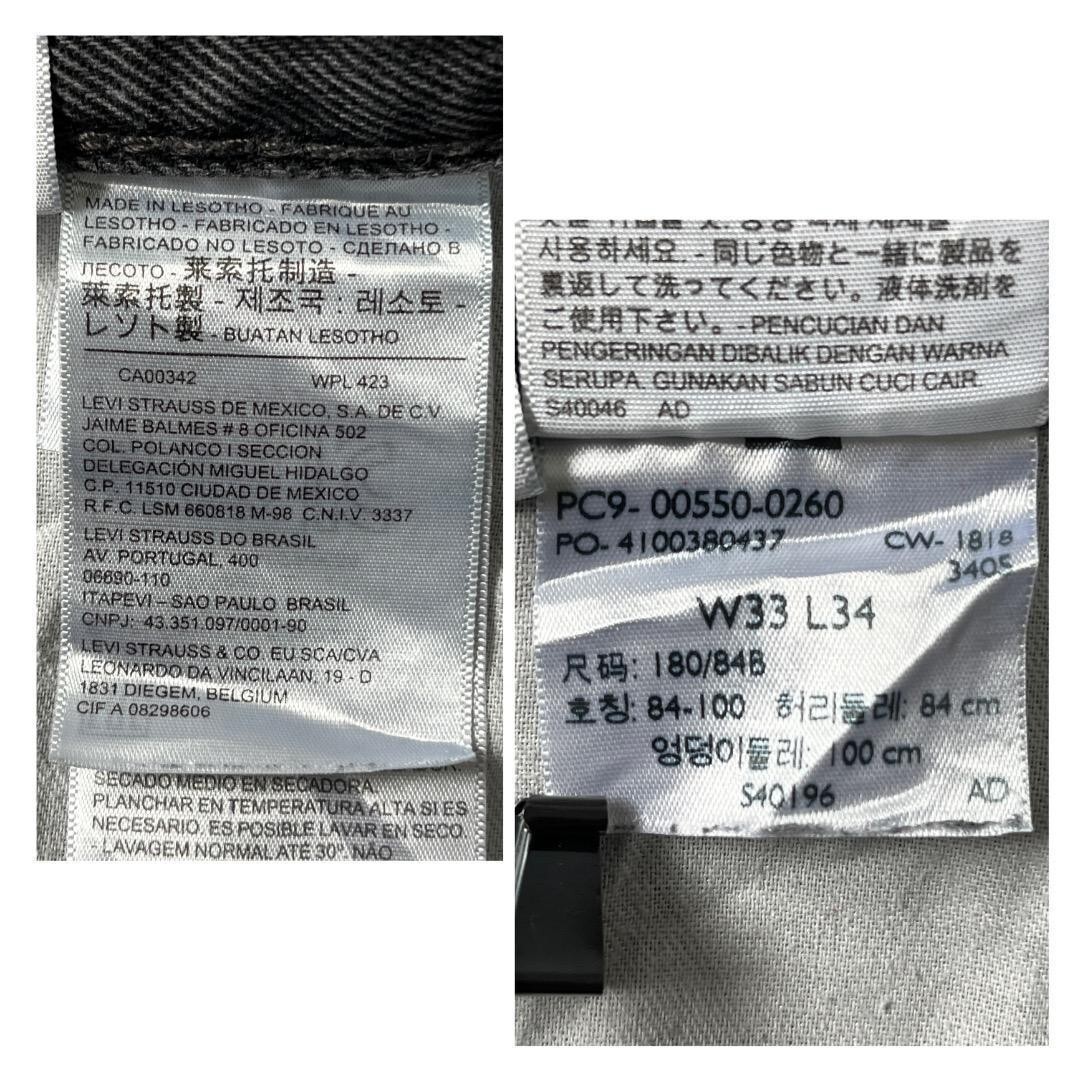 MADE IN LESOTHO - FABRIQUE AU
LESOTHO - FABRICADO EN LESOTHO -
FABRICADO NO LESOTO - СДЕЛАНО В
ЛЕСОТО - 莱索托制造 -
萊索托製 - 제조국 : 레소토 -
レソト製 - BUATAN LESOTHO
CA00342 WPL 423
LEVI STRAUSS DE MEXICO, S.A. DE C.V
JAIME BALMES # 8 OFICINA 502
COL. POLANCO I SECCION
DELEGACIÓN MIGUEL HIDALGO
C.P. 11510 CIUDAD DE MEXICO
R.F.C. LSM 660818 M-98 C.N.I.V. 3337
LEVI STRAUSS DO BRASIL
AV. PORTUGAL, 400
06690-110
ITAPEVI – SAO PAULO BRASIL
CNPJ: 43.351.097/0001-90
LEVI STRAUSS & CO EU SCA/CVA
LEONARDO DA VINCILAAN, 19 - D
1831 DIEGEM, BELGIUM
CIF A 08298606
SECADO MEDIO EN SECADORA
PLANCHAR EN TEMPERATURA ALTA SI ES
NECESARIO. ES POSIBLE LAVAR EN SECO
- LAVAGEM NORMAL ATÉ 30°. NÃO
사용하세요. - 同じ色物と一緒に製品を
裏返して洗ってください。液体洗剤を
ご使用下さい。- PENCUCIAN DAN
PENGERINGAN DIBALIK DENGAN WARNA
SERUPA. GUNAKAN SABUN CUCI CAIR.
S40046 AD
PC9- 00550-0260
PO- 4100380437 CW- 1818
3405
W33 L34
尺码: 180/84B
호칭: 84-100 허리둘레: 84 cm
엉덩이둘레: 100 cm
S40196 AD